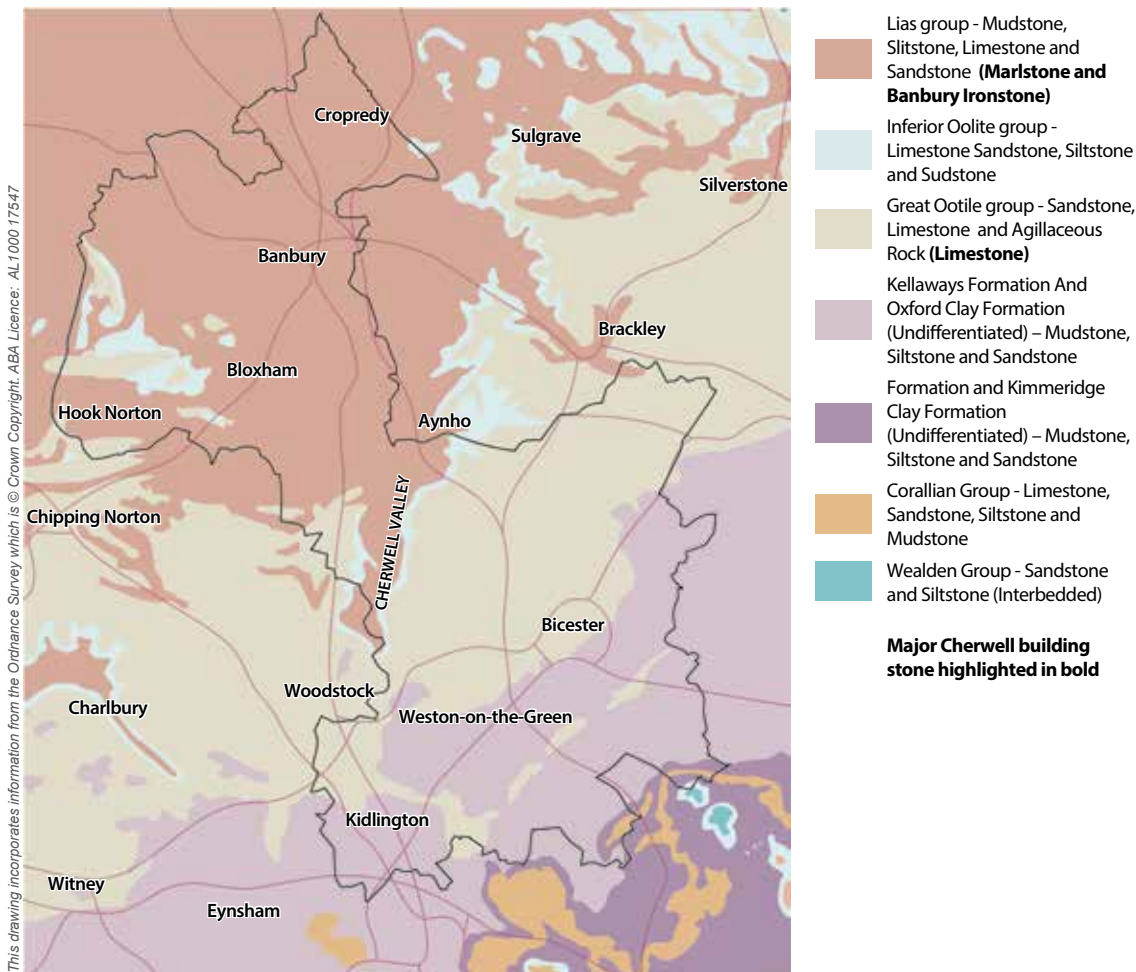 This drawing incorporates information from the Ordnance Survey which is © Crown Copyright. ABA Licence: AL1000 17547
Cropredy
Sulgrave
Silverstone
Banbury
Brackley
Bloxham
Hook Norton
Aynho
CHERWELL VALLEY
Chipping Norton
Bicester
Woodstock
Charlbury
Weston-on-the-Green
Kidlington
Witney
Eynsham
Lias group - Mudstone,
Slitstone, Limestone and
Sandstone (Marlstone and
Banbury Ironstone)
Inferior Oolite group -
Limestone Sandstone, Siltstone
and Sudstone
Great Ootile group - Sandstone,
Limestone and Agillaceous
Rock (Limestone)
Kellaways Formation And
Oxford Clay Formation
(Undifferentiated) – Mudstone,
Siltstone and Sandstone
Formation and Kimmeridge
Clay Formation
(Undifferentiated) – Mudstone,
Siltstone and Sandstone
Corallian Group - Limestone,
Sandstone, Siltstone and
Mudstone
Wealden Group - Sandstone
and Siltstone (Interbedded)
Major Cherwell building
stone highlighted in bold